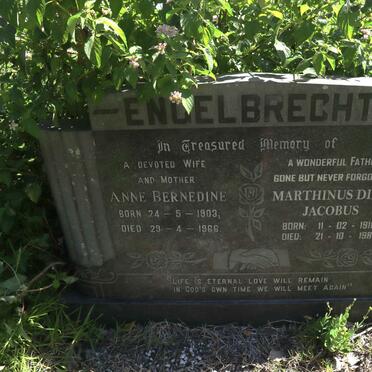 ENGELBRECHT
In Treasured Memory of
A DEVOTED WIFE
AND MOTHER
ANNE BERNEDINE
BORN 24-5-1903,
DIED 29-4-1966
A WONDERFUL FATH
GONE BUT NEVER FORGO
MARTHINUS DI
JACOBUS
BORN: 11-02-191
DIED: 21-10-198
"LIFE IS ETERNAL LOVE WILL REMAIN
IN GOD'S OWN TIME WE WILL MEET AGAIN"